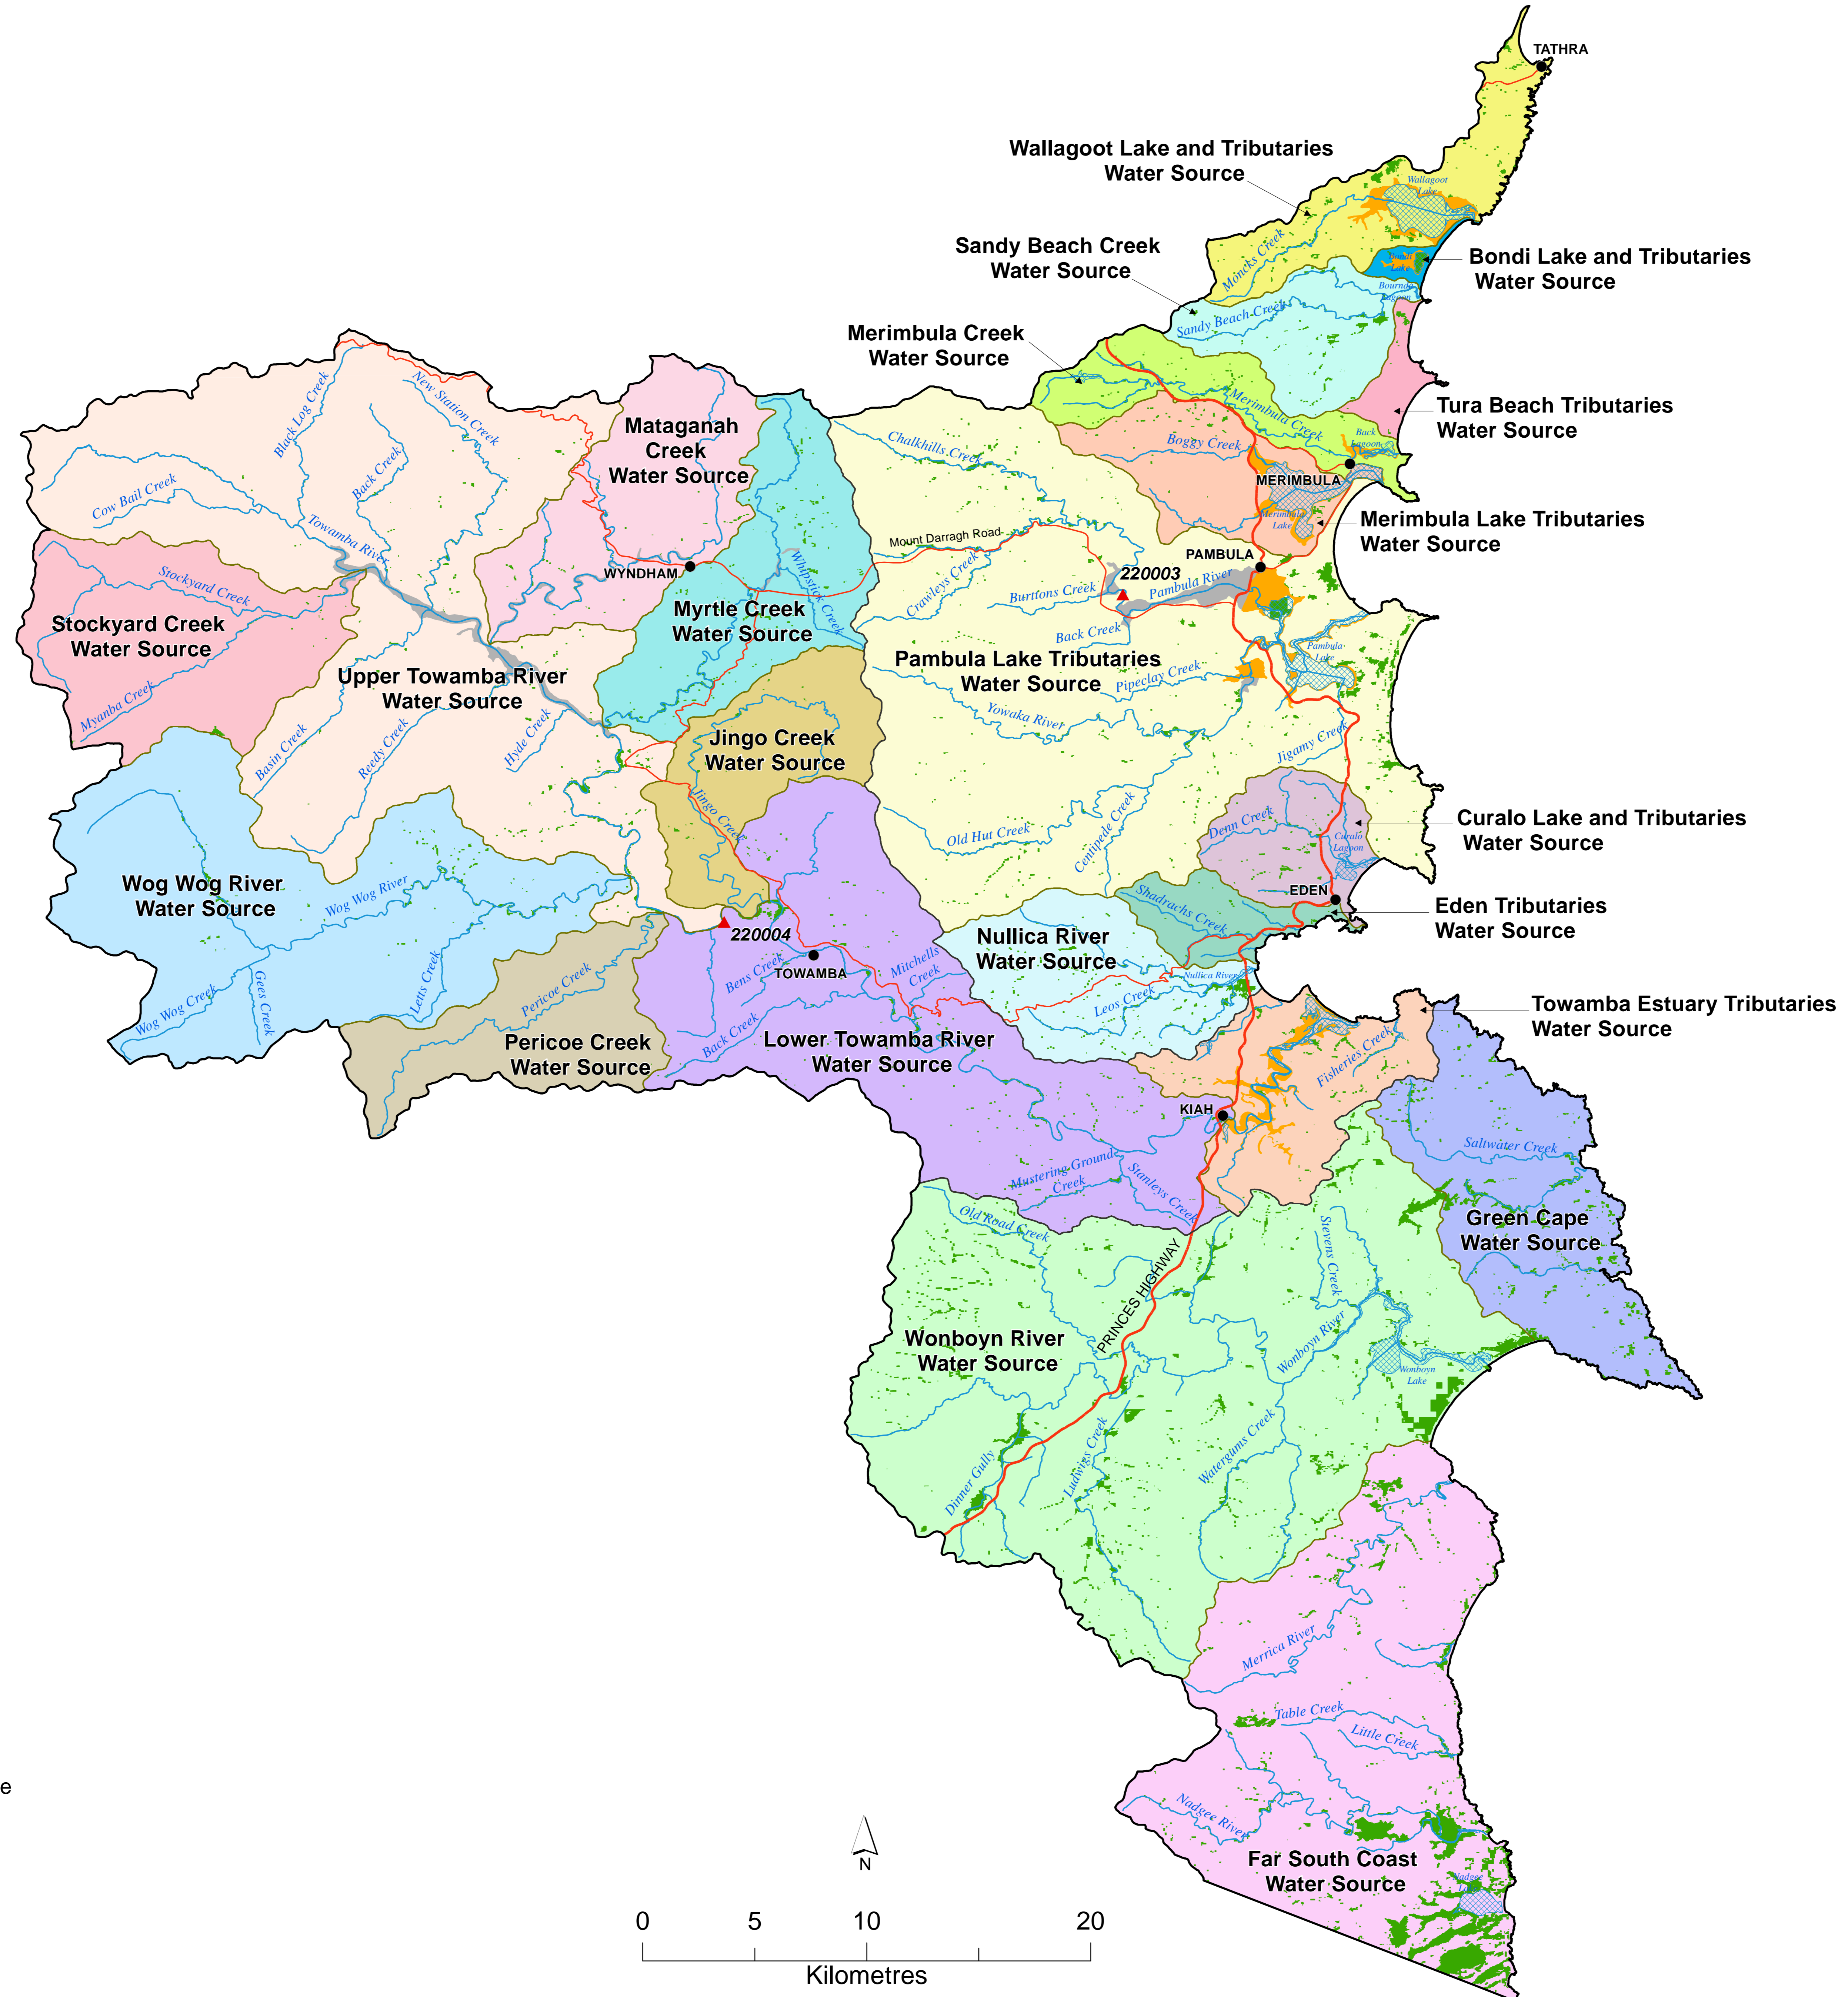 TATHRA
Wallagoot Lake and Tributaries
Water Source
Wallagoot
Lake
Moncks Creek
Sandy Beach Creek
Water Source
Bondi Lake and Tributaries
Water Source
Bondi
Lake
Bournda
Lagoon
Sandy Beach Creek
Merimbula Creek
Water Source
Merimbula Creek
Tura Beach Tributaries
Water Source
Back
Lagoon
Boggy Creek
MERIMBULA
Merimbula
Lake
Merimbula Lake Tributaries
Water Source
Black Log Creek
New Station Creek
Back Creek
Cow Bail Creek
Towamba River
Mataganah
Creek
Water Source
Chalkhills Creek
Mount Darragh Road
Crawleys Creek
PAMBULA
220003
Pambula River
Burttons Creek
Back Creek
WYNDHAM
Whipstick Creek
Myrtle Creek
Water Source
Stockyard Creek
Stockyard Creek
Water Source
Myanba Creek
Upper Towamba River
Water Source
Pambula Lake Tributaries
Water Source
Pipeclay Creek
Pambula
Lake
Yowaka River
Jigamy Creek
Basin Creek
Reedy Creek
Hyde Creek
Jingo Creek
Water Source
Jingo Creek
Old Hut Creek
Centipede Creek
Denn Creek
Curalo
Lagoon
Curalo Lake and Tributaries
Water Source
EDEN
Eden Tributaries
Water Source
Shadrachs Creek
Wog Wog River
Water Source
Wog Wog River
Wog Wog Creek
Gees Creek
Letts Creek
220004
TOWAMBA
Bens Creek
Mitchells
Creek
Back Creek
Nullica River
Water Source
Nullica River
Leos Creek
Pericoe Creek
Pericoe Creek
Water Source
Lower Towamba River
Water Source
Towamba Estuary Tributaries
Water Source
Fisheries Creek
KIAH
Mustering Ground
Creek
Stanleys Creek
Saltwater Creek
Green Cape
Water Source
Old Road Creek
PRINCES HIGHWAY
Stevens Creek
Wonboyn River
Wonboyn River
Water Source
Wonboyn
Lake
Dinner Gully
Ludwigs Creek
Watergums Creek
Merrica River
Table Creek
Little Creek
Nadgee River
Far South Coast
Water Source
Nadgee
Lake
e
N
0 5 10 20
Kilometres